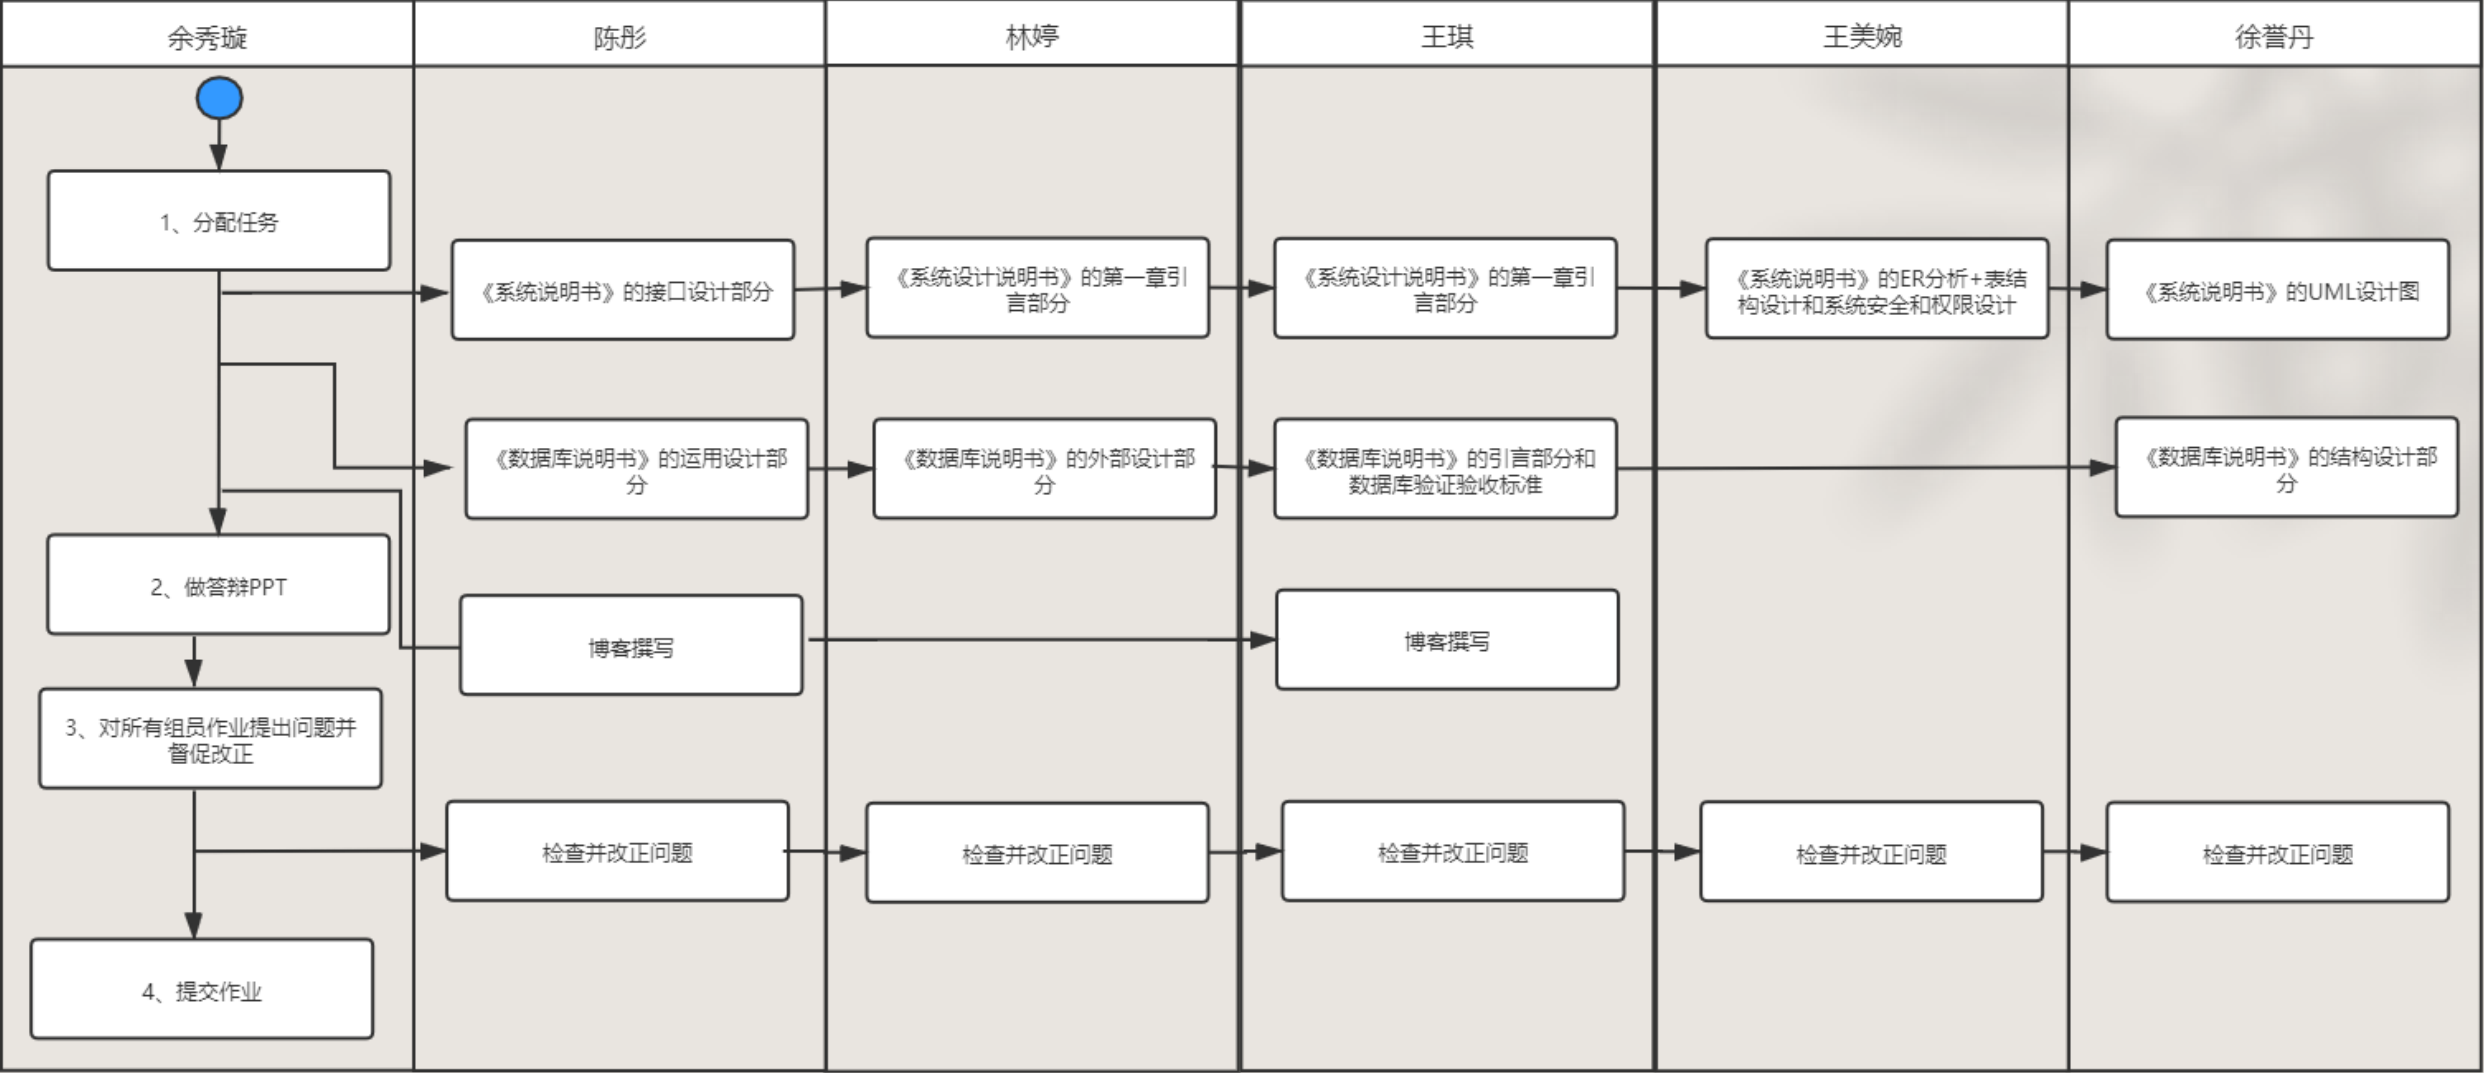 余秀璇
陈彤
林婷
王琪
王美婉
徐誉丹
1、分配任务
《系统说明书》的接口设计部分
《系统设计说明书》的第一章引
言部分
《系统设计说明书》的第一章引
言部分
《系统说明书》的ER分析+表结
构设计和系统安全和权限设计
《系统说明书》的UML设计图
《数据库说明书》的运用设计部
分
《数据库说明书》的外部设计部
分
《数据库说明书》的引言部分和
数据库验证验收标准
《数据库说明书》的结构设计部
分
2、做答辩PPT
博客撰写
博客撰写
3、对所有组员作业提出问题并
督促改正
检查并改正问题
检查并改正问题
检查并改正问题
检查并改正问题
检查并改正问题
4、提交作业